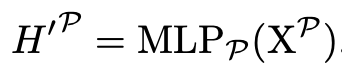 H′^𝒫 = MLP_𝒫(X^𝒫).